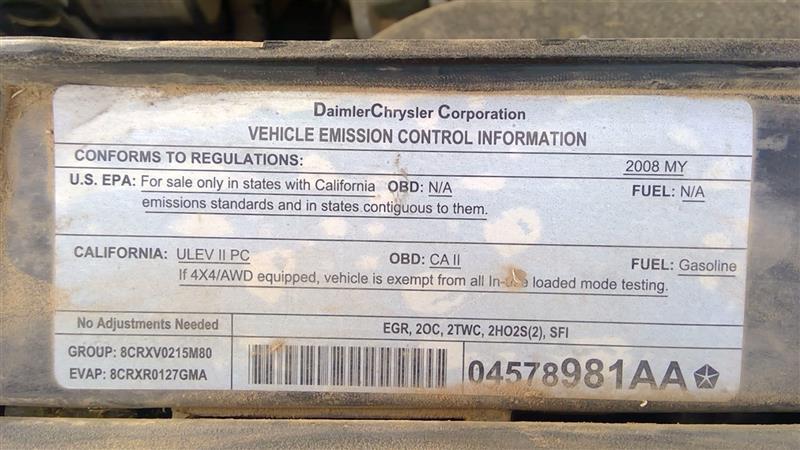 DaimlerChrysler Corporation
VEHICLE EMISSION CONTROL INFORMATION
CONFORMS TO REGULATIONS: 2008 MY
U.S. EPA: For sale only in states with California OBD: N/A FUEL: N/A
emissions standards and in states contiguous to them.
CALIFORNIA: ULEV II PC OBD: CA II FUEL: Gasoline
If 4X4/AWD equipped, vehicle is exempt from all In-use loaded mode testing.
No Adjustments Needed EGR, 2OC, 2TWC, 2HO2S(2), SFI
GROUP: 8CRXV0215M80
EVAP: 8CRXR0127GMA
04578981AA